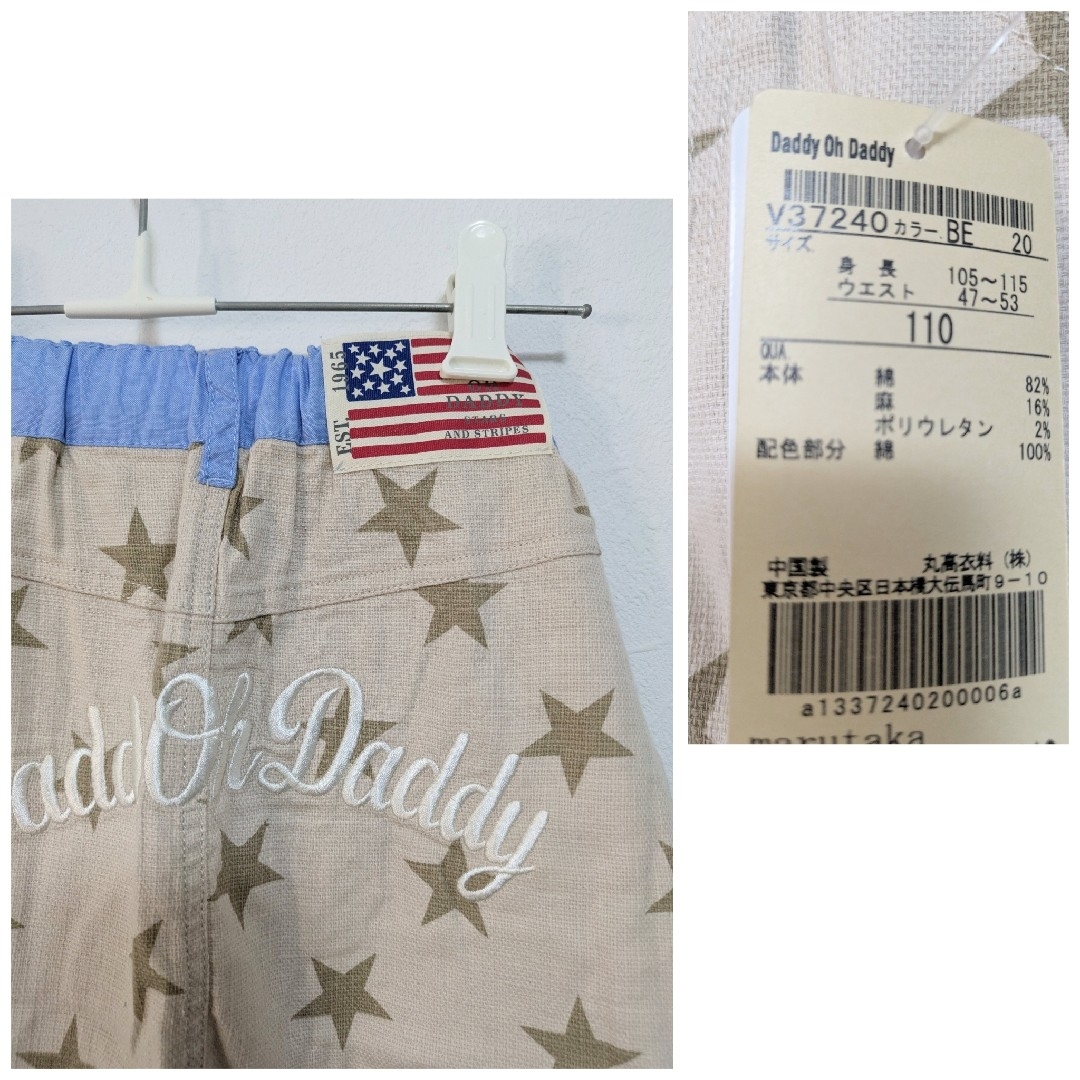 EST. 1965
DADDY
STARS
AND STRIPES
Oh Daddy
Daddy Oh Daddy
V37240 カラー. BE 20
サイズ
身長 105〜115
ウエスト 47〜53
110
QUA
本体 綿 82%
麻 16%
ポリウレタン 2%
配色部分 綿 100%
中国製 丸高衣料(株)
東京都中央区日本橋大伝馬町9-10
a1337240200006a
marutaka